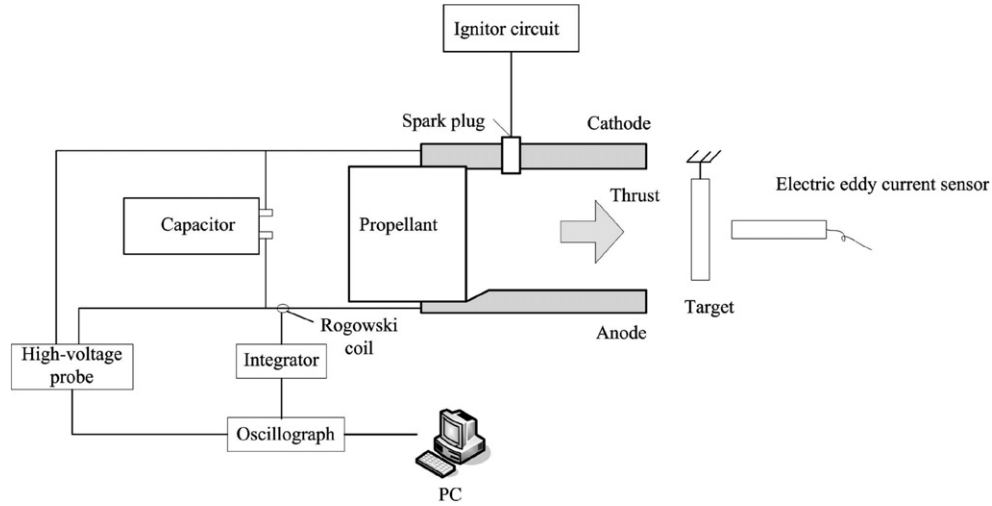 Ignitor circuit
Spark plug
Cathode
Electric eddy current sensor
Thrust
Capacitor
Propellant
Target
Rogowski
coil
Anode
High-voltage
probe
Integrator
Oscillograph
PC